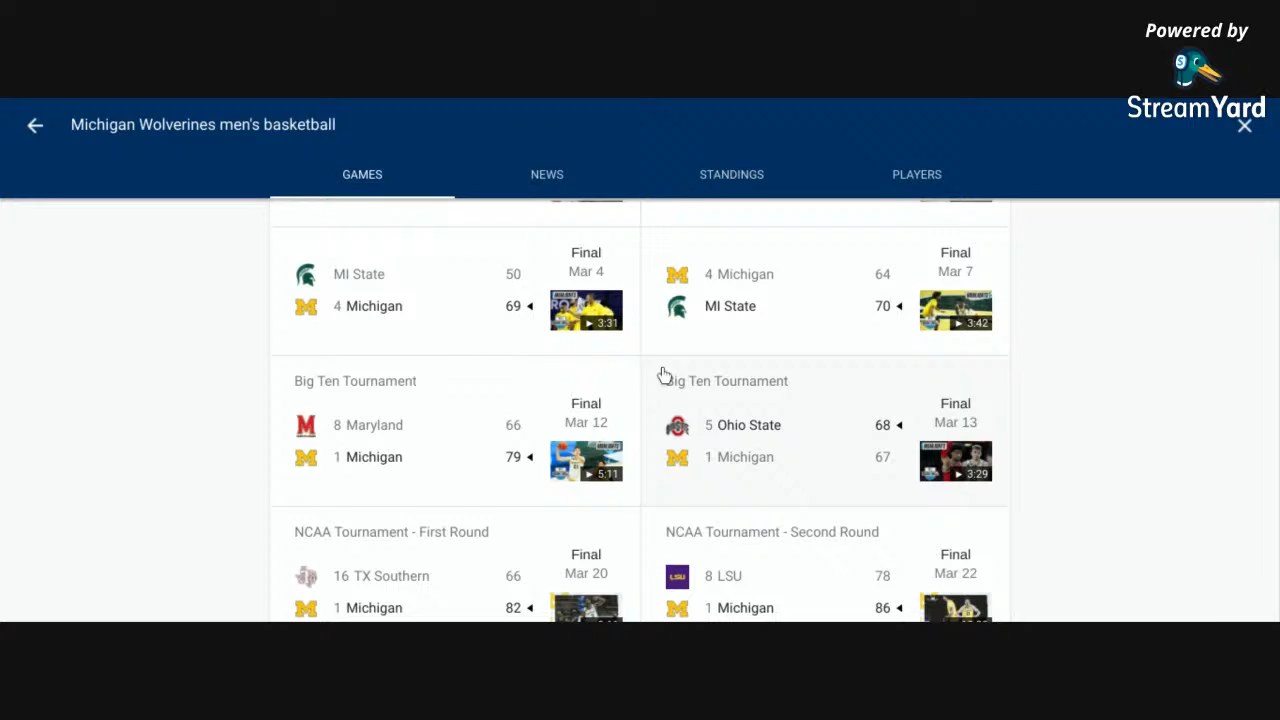 Powered by
StreamYard
Michigan Wolverines men's basketball
GAMES NEWS STANDINGS PLAYERS
MI State 50
4 Michigan 69
Final
Mar 4
3:31
4 Michigan 64
MI State 70
Final
Mar 7
3:42
Big Ten Tournament
8 Maryland 66
1 Michigan 79
Final
Mar 12
5:11
Big Ten Tournament
5 Ohio State 68
1 Michigan 67
Final
Mar 13
3:29
NCAA Tournament - First Round
16 TX Southern 66
1 Michigan 82
Final
Mar 20
NCAA Tournament - Second Round
LSU
8 LSU 78
1 Michigan 86
Final
Mar 22